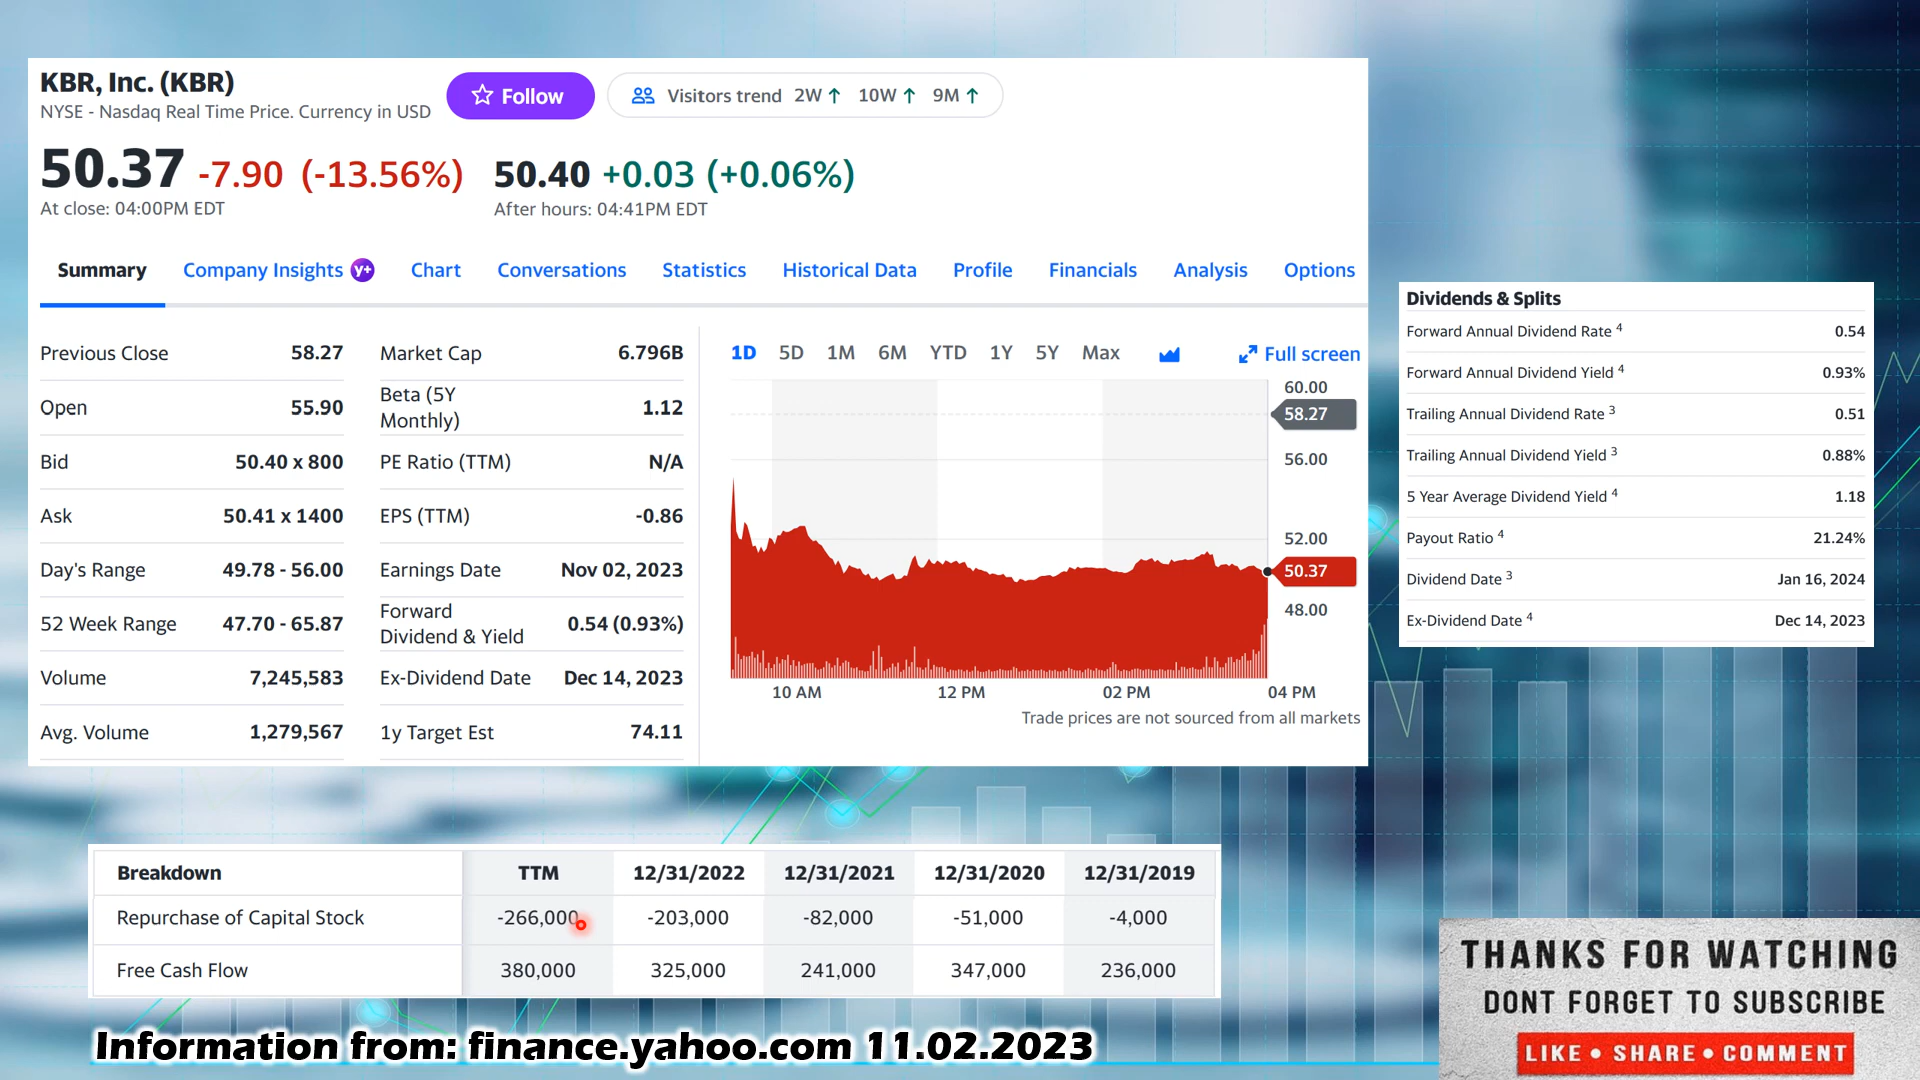 KBR, Inc. (KBR)
NYSE - Nasdaq Real Time Price. Currency in USD
Follow
Visitors trend 2W ↑ 10W ↑ 9M ↑
50.37 -7.90 (-13.56%)
At close: 04:00PM EDT
50.40 +0.03 (+0.06%)
After hours: 04:41PM EDT
Summary Company Insights y+ Chart Conversations Statistics Historical Data Profile Financials Analysis Options
Previous Close 58.27
Open 55.90
Bid 50.40 x 800
Ask 50.41 x 1400
Day's Range 49.78 - 56.00
52 Week Range 47.70 - 65.87
Volume 7,245,583
Avg. Volume 1,279,567
Market Cap 6.796B
Beta (5Y
Monthly) 1.12
PE Ratio (TTM) N/A
EPS (TTM) -0.86
Earnings Date Nov 02, 2023
Forward
Dividend & Yield 0.54 (0.93%)
Ex-Dividend Date Dec 14, 2023
1y Target Est 74.11
1D 5D 1M 6M YTD 1Y 5Y Max Full screen
60.00
58.27
56.00
52.00
50.37
48.00
10 AM 12 PM 02 PM 04 PM
Trade prices are not sourced from all markets
Dividends & Splits
Forward Annual Dividend Rate 4 0.54
Forward Annual Dividend Yield 4 0.93%
Trailing Annual Dividend Rate 3 0.51
Trailing Annual Dividend Yield 3 0.88%
5 Year Average Dividend Yield 4 1.18
Payout Ratio 4 21.24%
Dividend Date 3 Jan 16, 2024
Ex-Dividend Date 4 Dec 14, 2023
Breakdown TTM 12/31/2022 12/31/2021 12/31/2020 12/31/2019
Repurchase of Capital Stock -266,000 -203,000 -82,000 -51,000 -4,000
Free Cash Flow 380,000 325,000 241,000 347,000 236,000
Information from: finance.yahoo.com 11.02.2023
THANKS FOR WATCHING
DONT FORGET TO SUBSCRIBE
LIKE • SHARE • COMMENT